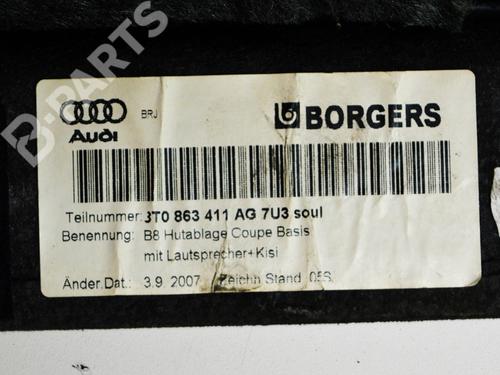 B-PARTS
BRJ
Audi
BORGERS
Teilnummer: 8T0 863 411 AG 7U3 soul
Benennung: B8 Hutablage Coupe Basis
mit Lautsprecher+Kisi
Änder.Dat.: 3.9. 2007 Zeichn Stand 05S